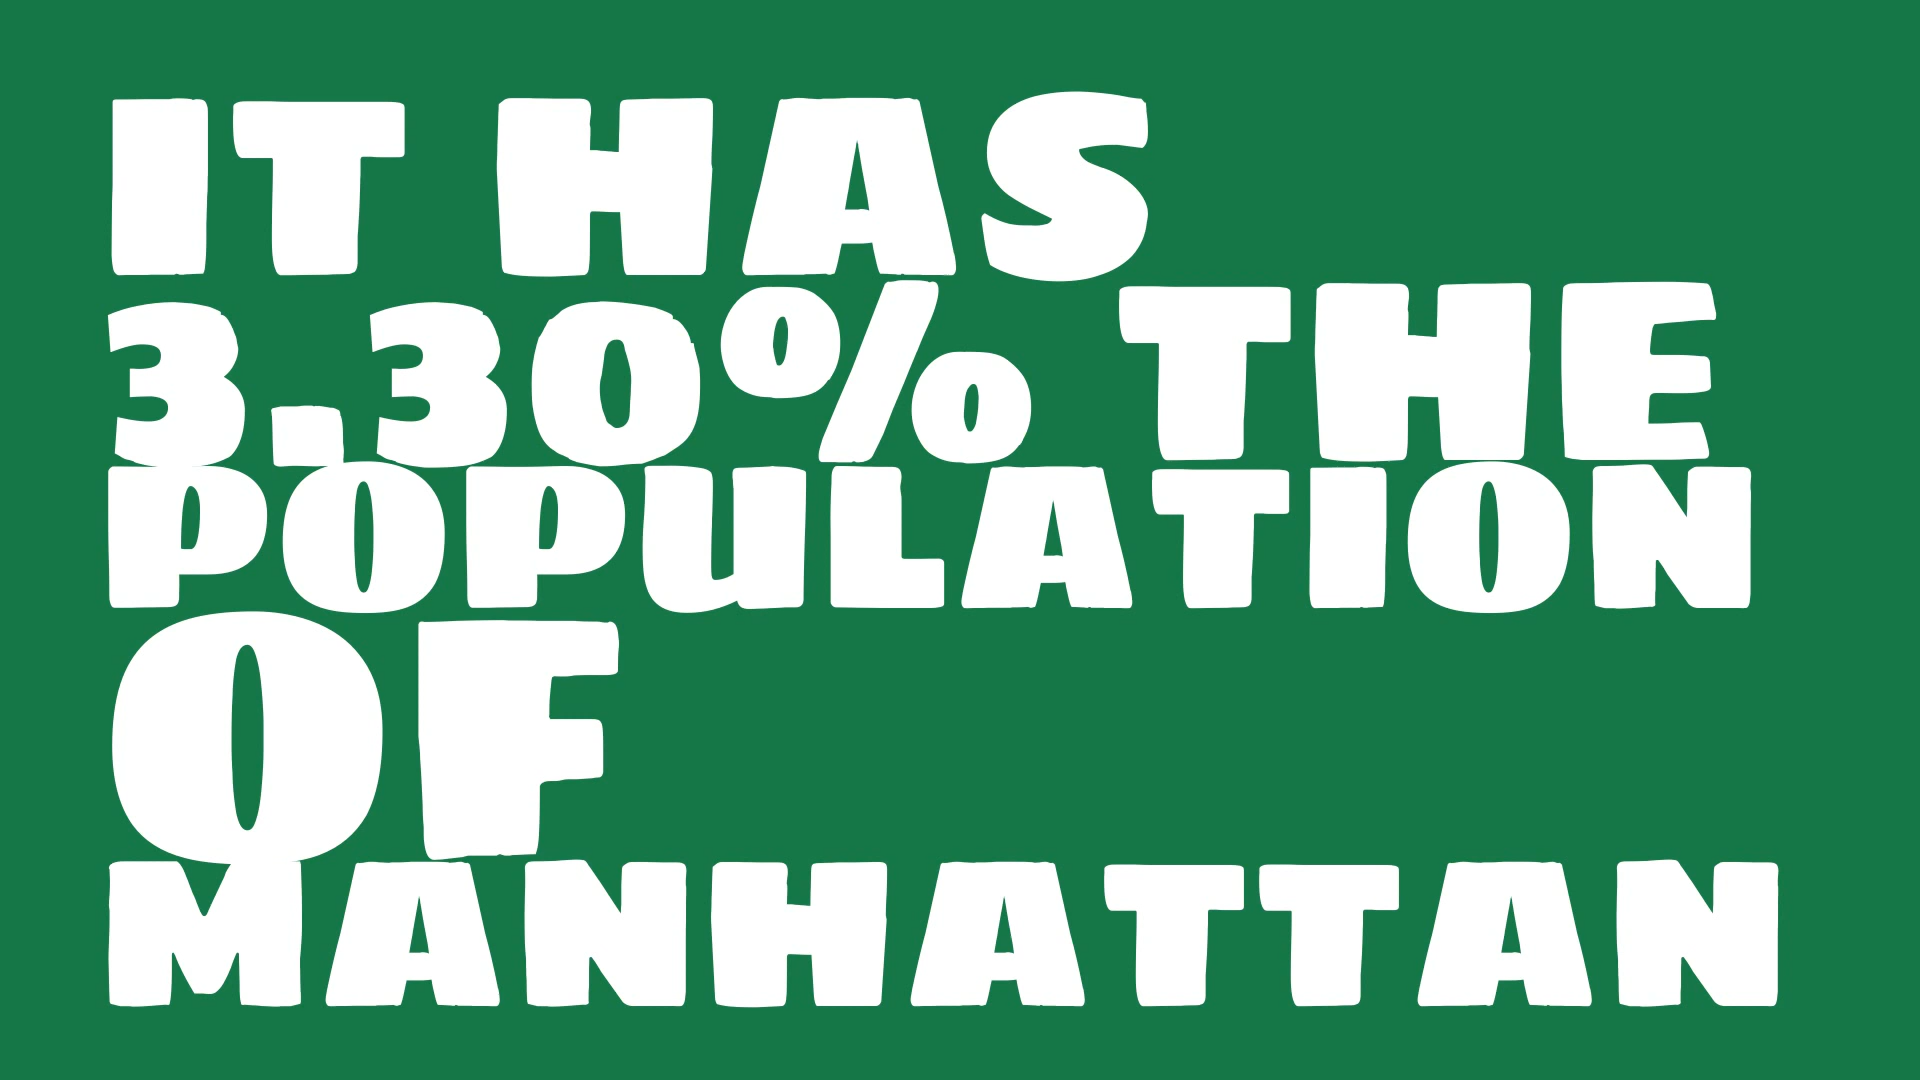 IT HAS
3.30% THE
POPULATION
OF
MANHATTAN